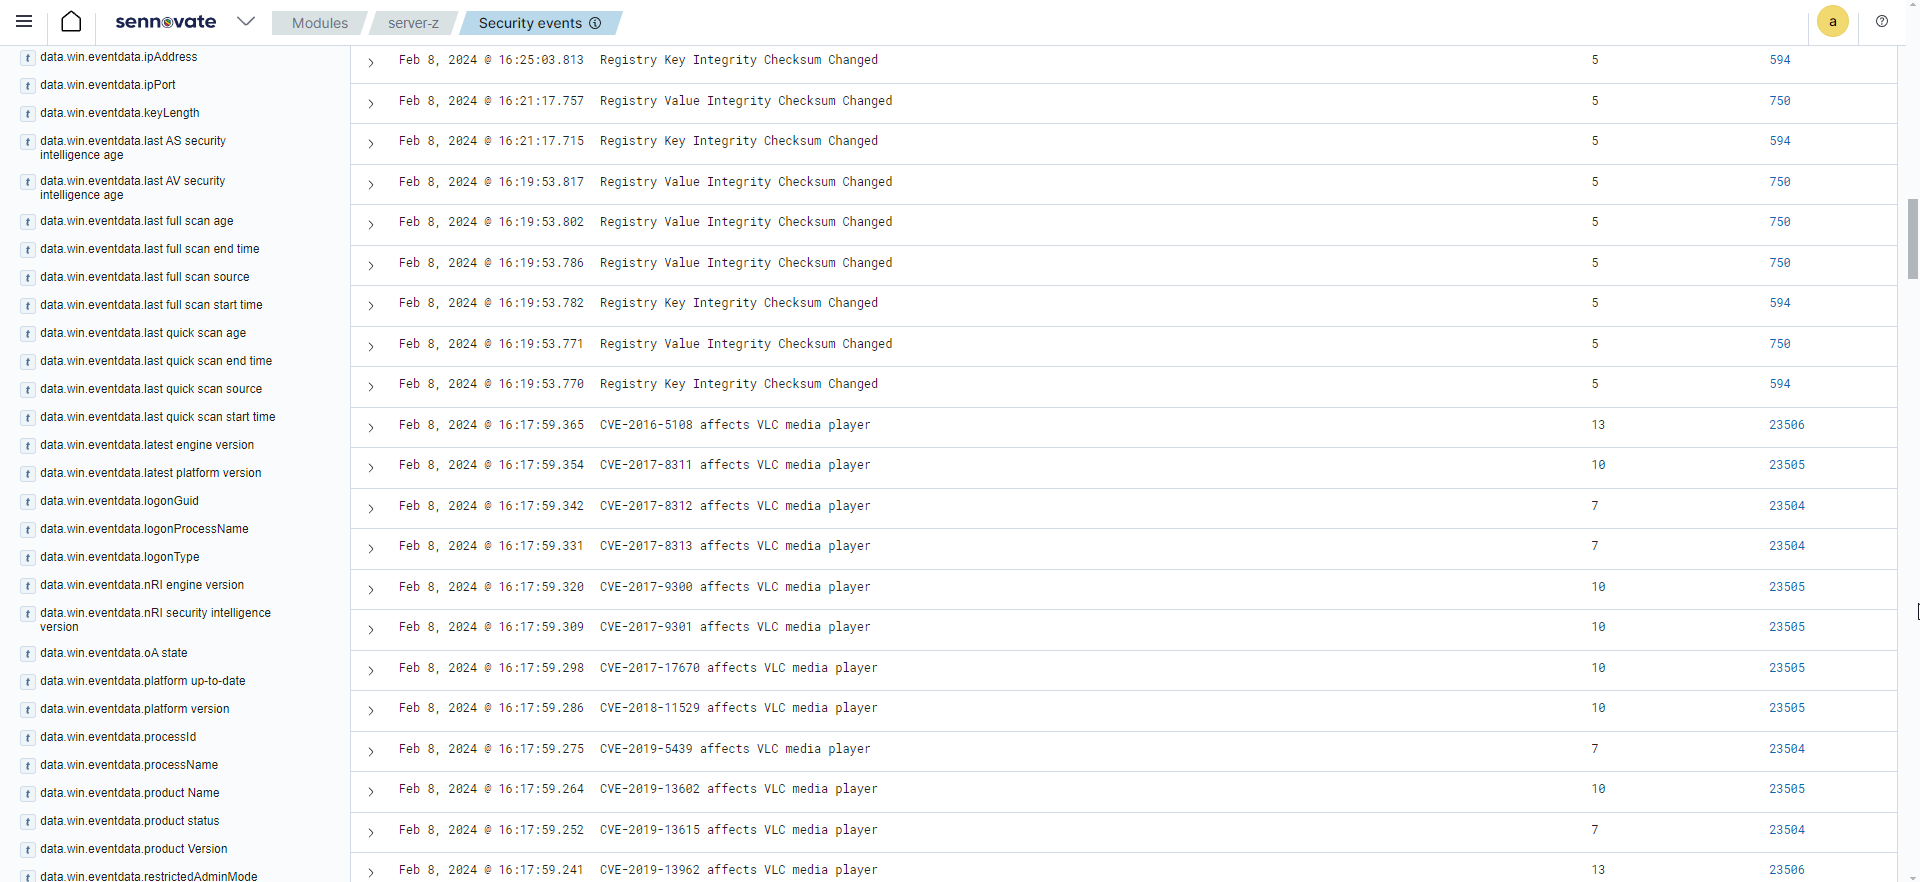 sennovate
Modules
server-z
Security events
a
t data.win.eventdata.ipAddress
t data.win.eventdata.ipPort
t data.win.eventdata.keyLength
t data.win.eventdata.last AS security
intelligence age
t data.win.eventdata.last AV security
intelligence age
t data.win.eventdata.last full scan age
t data.win.eventdata.last full scan end time
t data.win.eventdata.last full scan source
t data.win.eventdata.last full scan start time
t data.win.eventdata.last quick scan age
t data.win.eventdata.last quick scan end time
t data.win.eventdata.last quick scan source
t data.win.eventdata.last quick scan start time
t data.win.eventdata.latest engine version
t data.win.eventdata.latest platform version
t data.win.eventdata.logonGuid
t data.win.eventdata.logonProcessName
t data.win.eventdata.logonType
t data.win.eventdata.nRI engine version
t data.win.eventdata.nRI security intelligence
version
t data.win.eventdata.oA state
t data.win.eventdata.platform up-to-date
t data.win.eventdata.platform version
t data.win.eventdata.processId
t data.win.eventdata.processName
t data.win.eventdata.product Name
t data.win.eventdata.product status
t data.win.eventdata.product Version
t data.win.eventdata.restrictedAdminMode
Feb 8, 2024 @ 16:25:03.813 Registry Key Integrity Checksum Changed 5 594
Feb 8, 2024 @ 16:21:17.757 Registry Value Integrity Checksum Changed 5 750
Feb 8, 2024 @ 16:21:17.715 Registry Key Integrity Checksum Changed 5 594
Feb 8, 2024 @ 16:19:53.817 Registry Value Integrity Checksum Changed 5 750
Feb 8, 2024 @ 16:19:53.802 Registry Value Integrity Checksum Changed 5 750
Feb 8, 2024 @ 16:19:53.786 Registry Value Integrity Checksum Changed 5 750
Feb 8, 2024 @ 16:19:53.782 Registry Key Integrity Checksum Changed 5 594
Feb 8, 2024 @ 16:19:53.771 Registry Value Integrity Checksum Changed 5 750
Feb 8, 2024 @ 16:19:53.770 Registry Key Integrity Checksum Changed 5 594
Feb 8, 2024 @ 16:17:59.365 CVE-2016-5108 affects VLC media player 13 23506
Feb 8, 2024 @ 16:17:59.354 CVE-2017-8311 affects VLC media player 10 23505
Feb 8, 2024 @ 16:17:59.342 CVE-2017-8312 affects VLC media player 7 23504
Feb 8, 2024 @ 16:17:59.331 CVE-2017-8313 affects VLC media player 7 23504
Feb 8, 2024 @ 16:17:59.320 CVE-2017-9300 affects VLC media player 10 23505
Feb 8, 2024 @ 16:17:59.309 CVE-2017-9301 affects VLC media player 10 23505
Feb 8, 2024 @ 16:17:59.298 CVE-2017-17670 affects VLC media player 10 23505
Feb 8, 2024 @ 16:17:59.286 CVE-2018-11529 affects VLC media player 10 23505
Feb 8, 2024 @ 16:17:59.275 CVE-2019-5439 affects VLC media player 7 23504
Feb 8, 2024 @ 16:17:59.264 CVE-2019-13602 affects VLC media player 10 23505
Feb 8, 2024 @ 16:17:59.252 CVE-2019-13615 affects VLC media player 7 23504
Feb 8, 2024 @ 16:17:59.241 CVE-2019-13962 affects VLC media player 13 23506